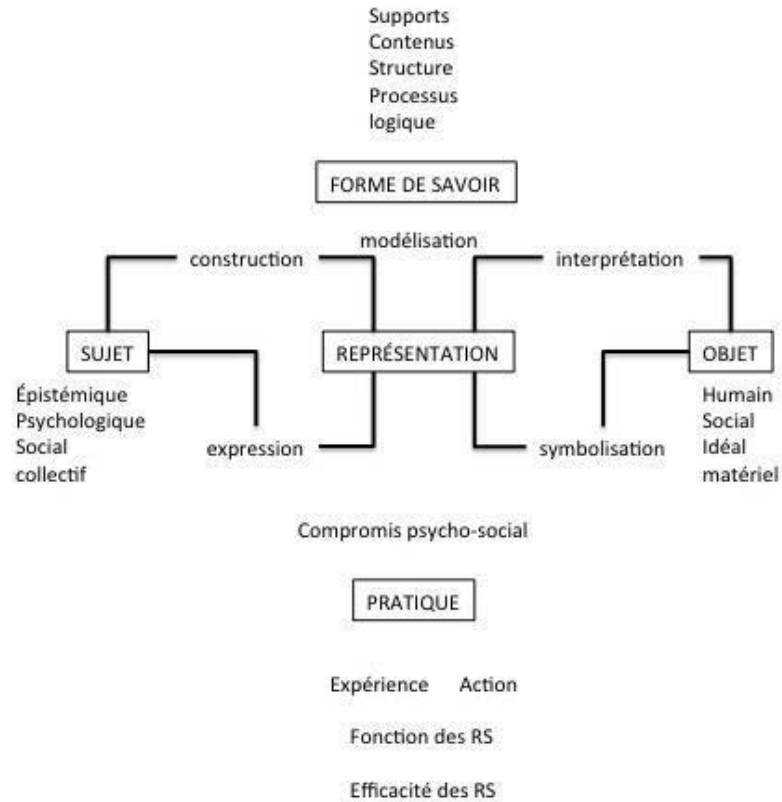 Supports
Contenus
Structure
Processus
logique
FORME DE SAVOIR
modélisation
construction
interprétation
SUJET
REPRÉSENTATION
OBJET
Épistémique
Psychologique
Social
collectif
Humain
Social
Idéal
matériel
expression
symbolisation
Compromis psycho-social
PRATIQUE
Expérience Action
Fonction des RS
Efficacité des RS